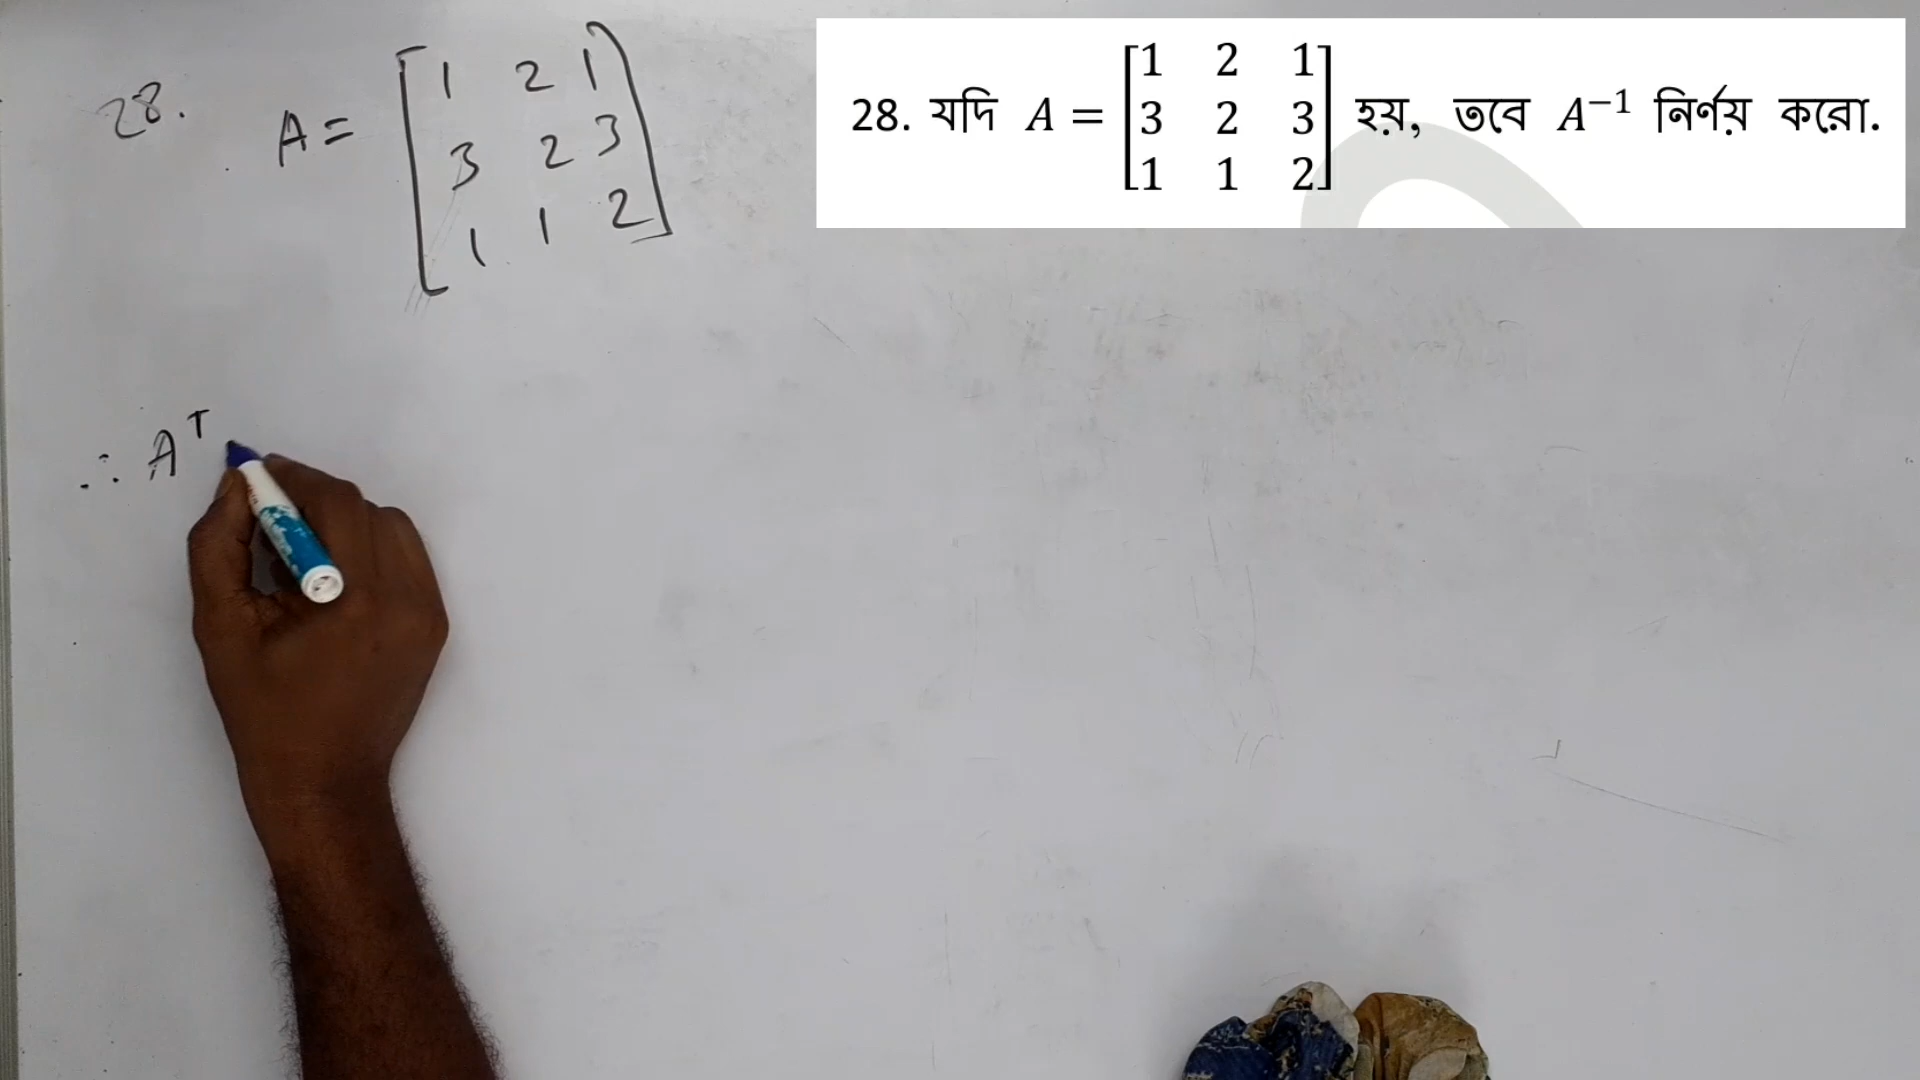 28. A = [1 2 1
3 2 3
1 1 2]
28. যদি A = [1 2 1
3 2 3
1 1 2] হয়, তবে A⁻¹ নির্ণয় করো.
∴ Aᵀ